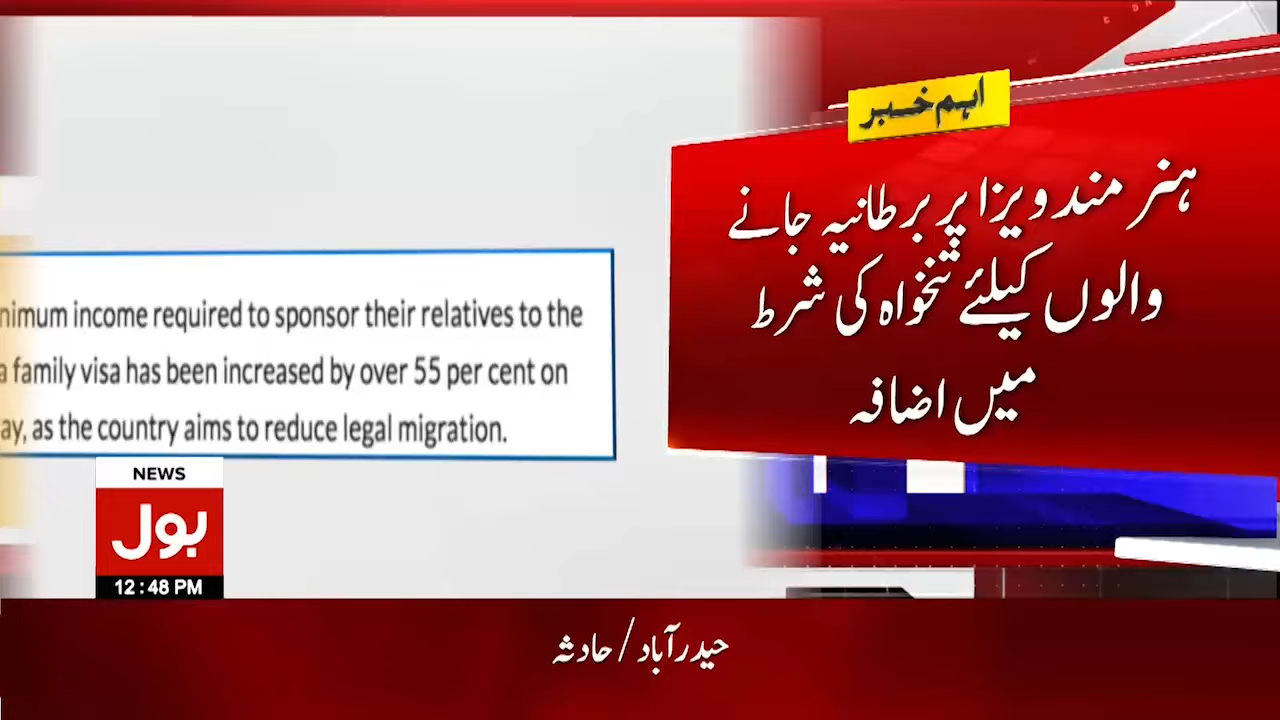 اہم خبر
ہنر مند ویزا پر برطانیہ جانے
والوں کیلئے تنخواہ کی شرط
میں اضافہ
nimum income required to sponsor their relatives to the
a family visa has been increased by over 55 per cent on
ay, as the country aims to reduce legal migration.
NEWS
بول
12:48 PM
حیدرآباد/حادثہ